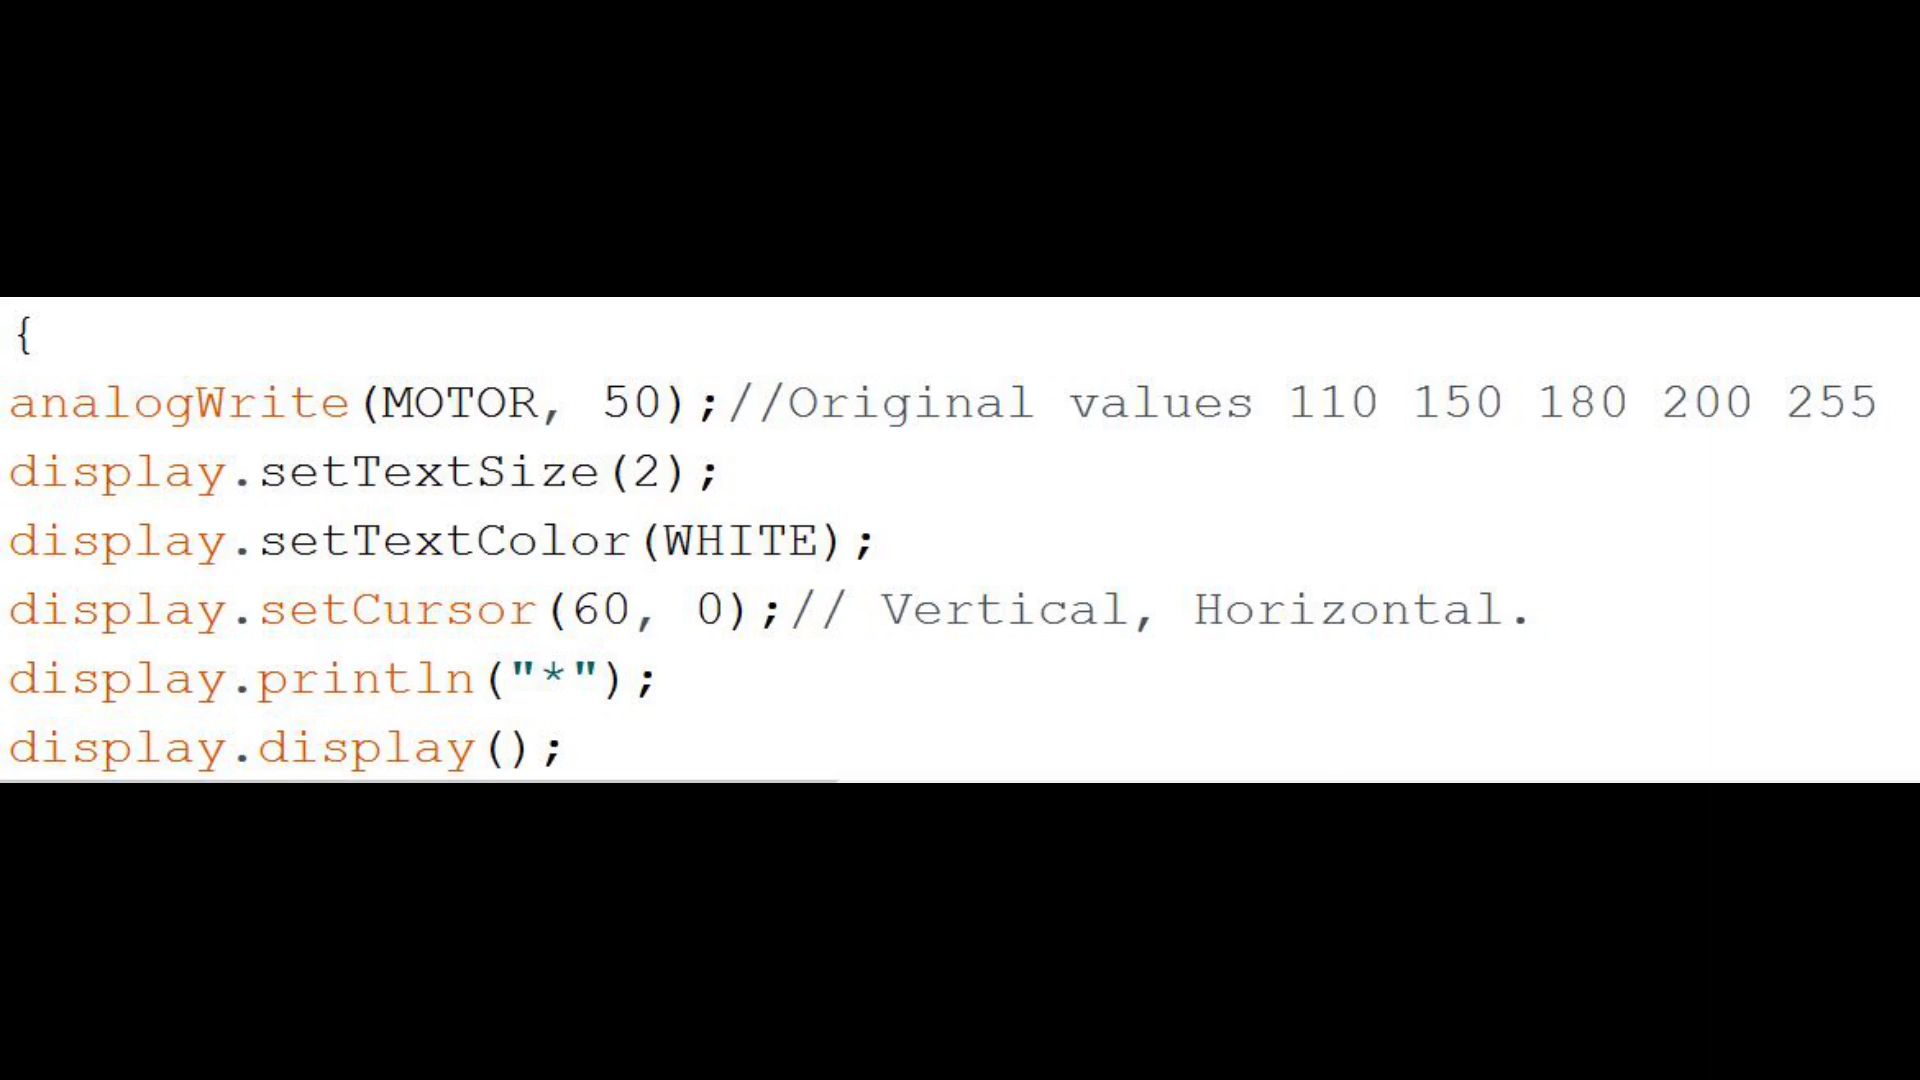 {
analogWrite(MOTOR, 50);//Original values 110 150 180 200 255
display.setTextSize(2);
display.setTextColor(WHITE);
display.setCursor(60, 0);// Vertical, Horizontal.
display.println("*");
display.display();